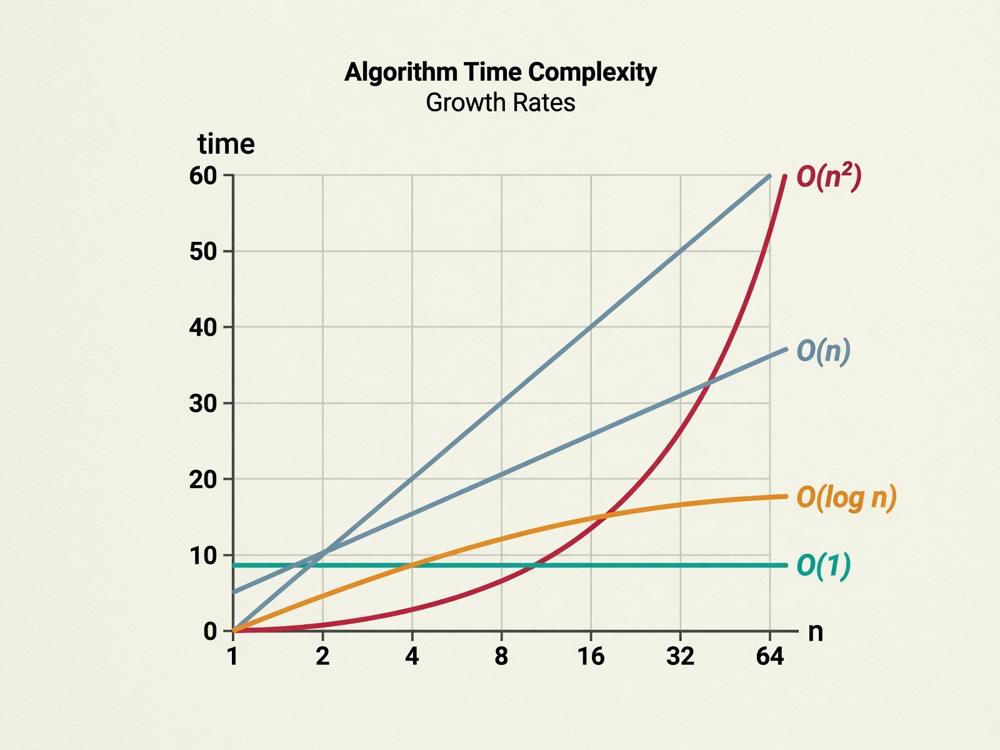 Algorithm Time Complexity
Growth Rates
time
60
50
40
30
20
10
0
1 2 4 8 16 32 64
n
O(n²)
O(n)
O(log n)
O(1)